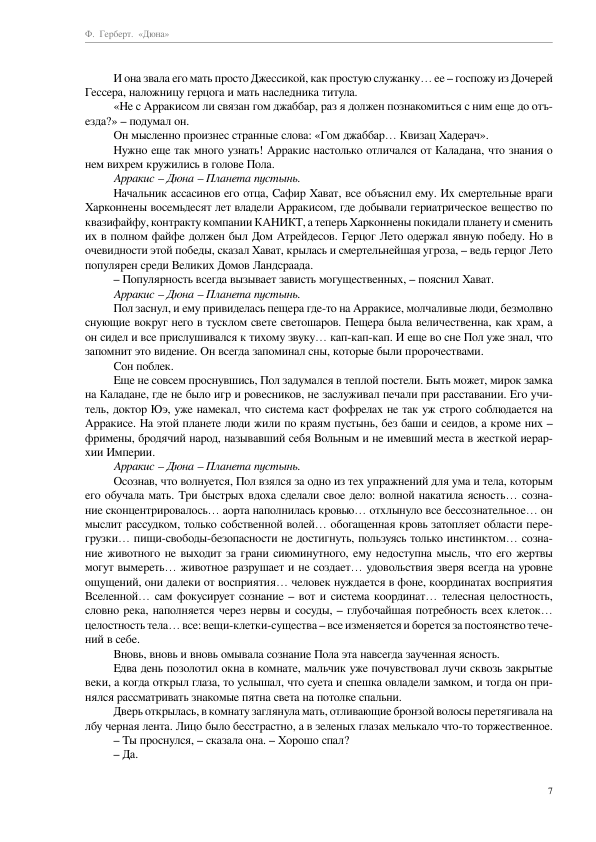 Ф. Герберт. «Дюна»
И она звала его мать просто Джессикой, как простую служанку… ее – госпожу из Дочерей
Гессера, наложницу герцога и мать наследника титула.
«Не с Арракисом ли связан гом джаббар, раз я должен познакомиться с ним еще до отъ-
езда?» – подумал он.
Он мысленно произнес странные слова: «Гом джаббар… Квизац Хадерач».
Нужно еще так много узнать! Арракис настолько отличался от Каладана, что знания о
нем вихрем кружились в голове Пола.
Арракис – Дюна – Планета пустынь.
Начальник ассасинов его отца, Сафир Хават, все объяснил ему. Их смертельные враги
Харконнены восемьдесят лет владели Арракисом, где добывали гериатрическое вещество по
квазифайфу, контракту компании КАНИКТ, а теперь Харконнены покидали планету и сменить
их в полном файфе должен был Дом Атрейдесов. Герцог Лето одержал явную победу. Но в
очевидности этой победы, сказал Хават, крылась и смертельнейшая угроза, – ведь герцог Лето
популярен среди Великих Домов Ландсраада.
– Популярность всегда вызывает зависть могущественных, – пояснил Хават.
Арракис – Дюна – Планета пустынь.
Пол заснул, и ему привиделась пещера где-то на Арракисе, молчаливые люди, безмолвно
снующие вокруг него в тусклом свете светошаров. Пещера была величественна, как храм, а
он сидел и все прислушивался к тихому звуку… кап-кап-кап. И еще во сне Пол уже знал, что
запомнит это видение. Он всегда запоминал сны, которые были пророчествами.
Сон поблек.
Еще не совсем проснувшись, Пол задумался в теплой постели. Быть может, мирок замка
на Каладане, где не было игр и ровесников, не заслуживал печали при расставании. Его учи-
тель, доктор Юэ, уже намекал, что система каст фофрелах не так уж строго соблюдается на
Арракисе. На этой планете люди жили по краям пустынь, без баши и сеидов, а кроме них –
фримены, бродячий народ, называвший себя Вольным и не имевший места в жесткой иерар-
хии Империи.
Арракис – Дюна – Планета пустынь.
Осознав, что волнуется, Пол взялся за одно из тех упражнений для ума и тела, которым
его обучала мать. Три быстрых вдоха сделали свое дело: волной накатила ясность… созна-
ние сконцентрировалось… аорта наполнилась кровью… отхлынуло все бессознательное… он
мыслит рассудком, только собственной волей… обогащенная кровь затопляет области пере-
грузки… пищи-свободы-безопасности не достигнуть, пользуясь только инстинктом… созна-
ние животного не выходит за грани сиюминутного, ему недоступна мысль, что его жертвы
могут вымереть… животное разрушает и не создает… удовольствия зверя всегда на уровне
ощущений, они далеки от восприятия… человек нуждается в фоне, координатах восприятия
Вселенной… сам фокусирует сознание – вот и система координат… телесная целостность,
словно река, наполняется через нервы и сосуды, – глубочайшая потребность всех клеток…
целостность тела… все: вещи-клетки-существа – все изменяется и борется за постоянство тече-
ний в себе.
Вновь, вновь и вновь омывала сознание Пола эта навсегда заученная ясность.
Едва день позолотил окна в комнате, мальчик уже почувствовал лучи сквозь закрытые
веки, а когда открыл глаза, то услышал, что суета и спешка овладели замком, и тогда он при-
нялся рассматривать знакомые пятна света на потолке спальни.
Дверь открылась, в комнату заглянула мать, отливающие бронзой волосы перетягивала на
лбу черная лента. Лицо было бесстрастно, а в зеленых глазах мелькало что-то торжественное.
– Ты проснулся, – сказала она. – Хорошо спал?
– Да.
7